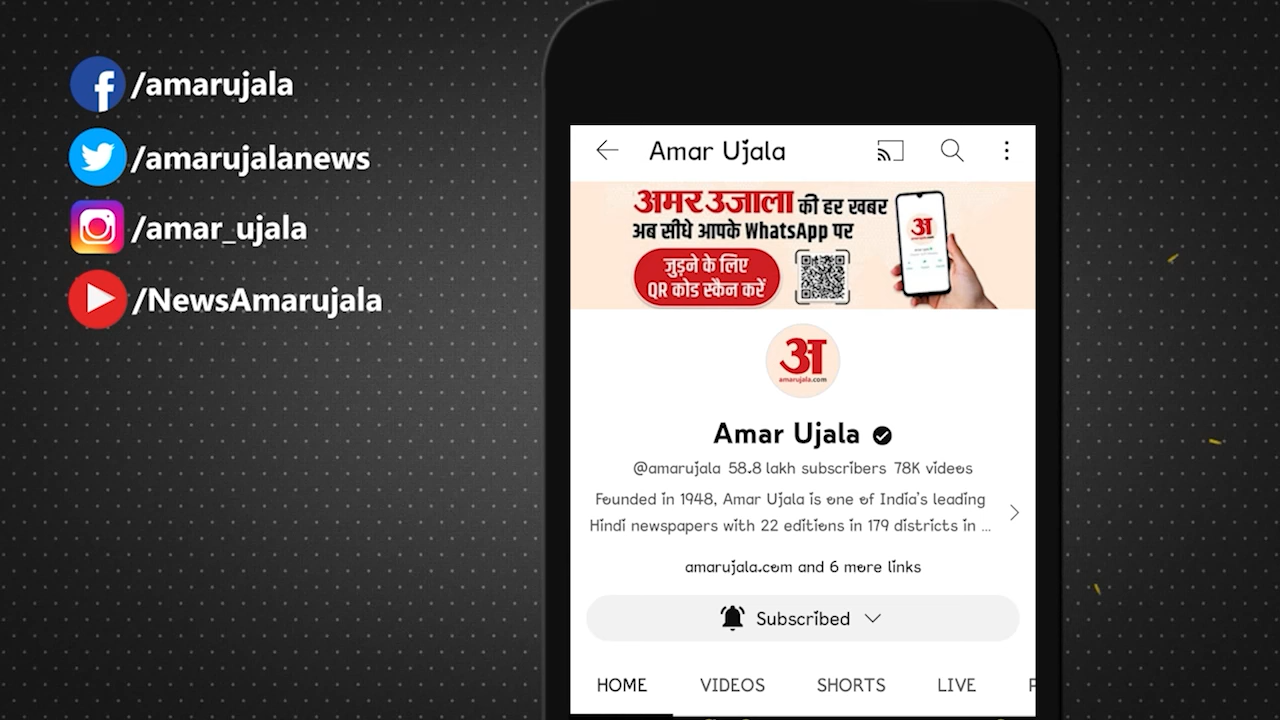 /amarujala
/amarujalanews
/amar_ujala
/NewsAmarujala
Amar Ujala
अमर उजाला की हर खबर
अब सीधे आपके WhatsApp पर
जुड़ने के लिए
QR कोड स्कैन करें
अ
अ
amarujala.com
Amar Ujala
@amarujala 58.8 lakh subscribers 78K videos
Founded in 1948, Amar Ujala is one of India's leading
Hindi newspapers with 22 editions in 179 districts in ...
amarujala.com and 6 more links
Subscribed
HOME VIDEOS SHORTS LIVE